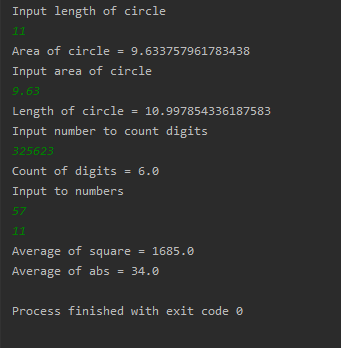 Input length of circle
11
Area of circle = 9.633757961783438
Input area of circle
9.63
Length of circle = 10.997854336187583
Input number to count digits
325623
Count of digits = 6.0
Input to numbers
57
11
Average of square = 1685.0
Average of abs = 34.0
Process finished with exit code 0